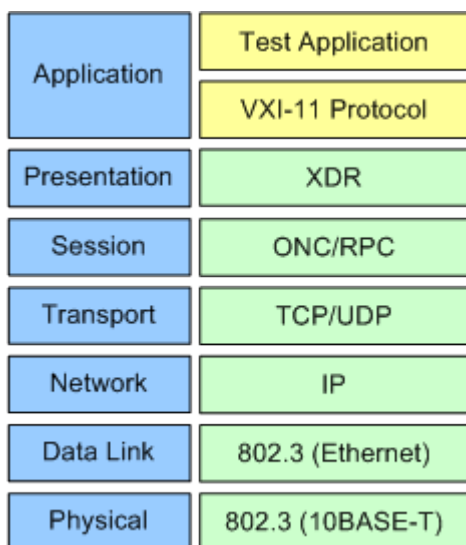 Application
Test Application
VXI-11 Protocol
Presentation
XDR
Session
ONC/RPC
Transport
TCP/UDP
Network
IP
Data Link
802.3 (Ethernet)
Physical
802.3 (10BASE-T)